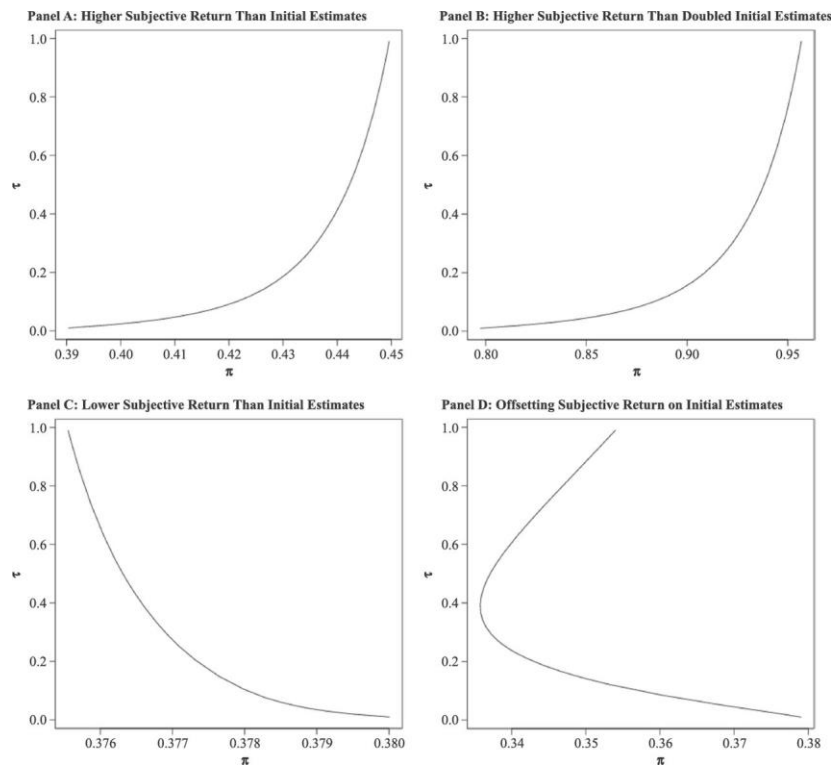 Panel A: Higher Subjective Return Than Initial Estimates
1.0
0.8
0.6
τ
0.4
0.2
0.0
0.39 0.40 0.41 0.42 0.43 0.44 0.45
π
Panel B: Higher Subjective Return Than Doubled Initial Estimates
1.0
0.8
0.6
τ
0.4
0.2
0.0
0.80 0.85 0.90 0.95
π
Panel C: Lower Subjective Return Than Initial Estimates
1.0
0.8
0.6
τ
0.4
0.2
0.0
0.376 0.377 0.378 0.379 0.380
π
Panel D: Offsetting Subjective Return on Initial Estimates
1.0
0.8
0.6
τ
0.4
0.2
0.0
0.34 0.35 0.36 0.37 0.38
π